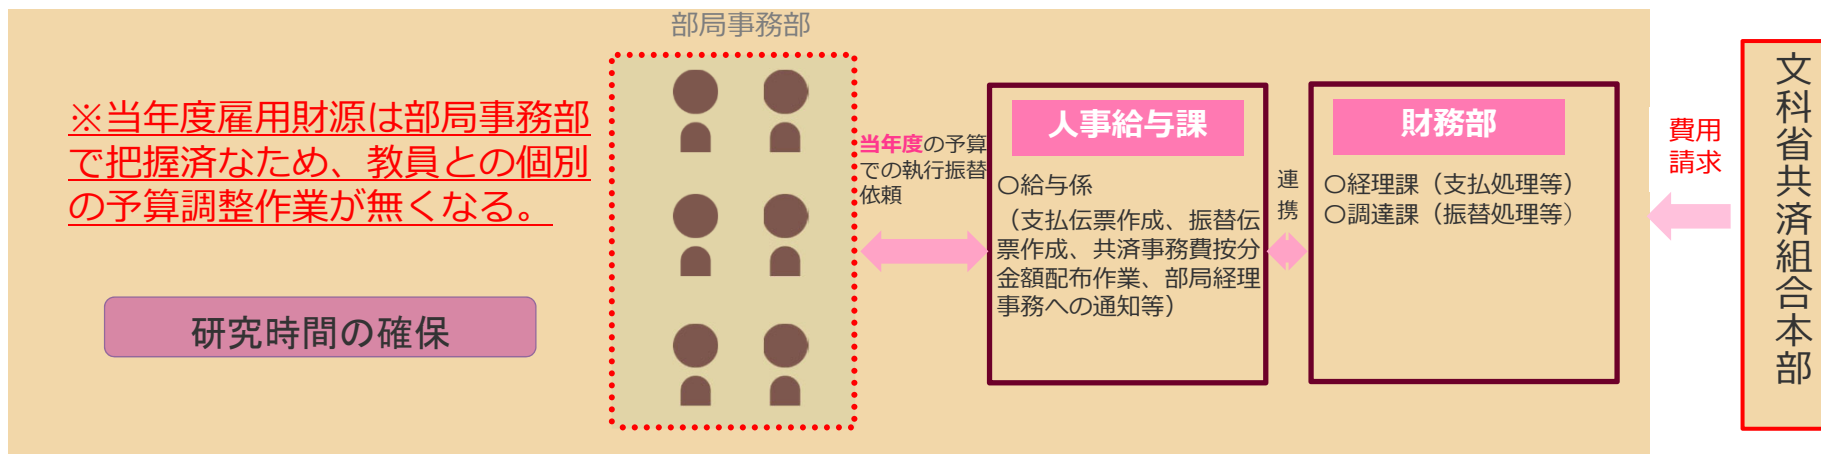 部局事務部
※当年度雇用財源は部局事務部
で把握済なため、教員との個別
の予算調整作業が無くなる。
研究時間の確保
当年度の予算
での執行振替
依頼
人事給与課
〇給与係
（支払伝票作成、振替伝
票作成、共済事務費按分
金額配布作業、部局経理
事務への通知等）
連
携
財務部
〇経理課（支払処理等）
〇調達課（振替処理等）
費用
請求
文科省共済組合本部